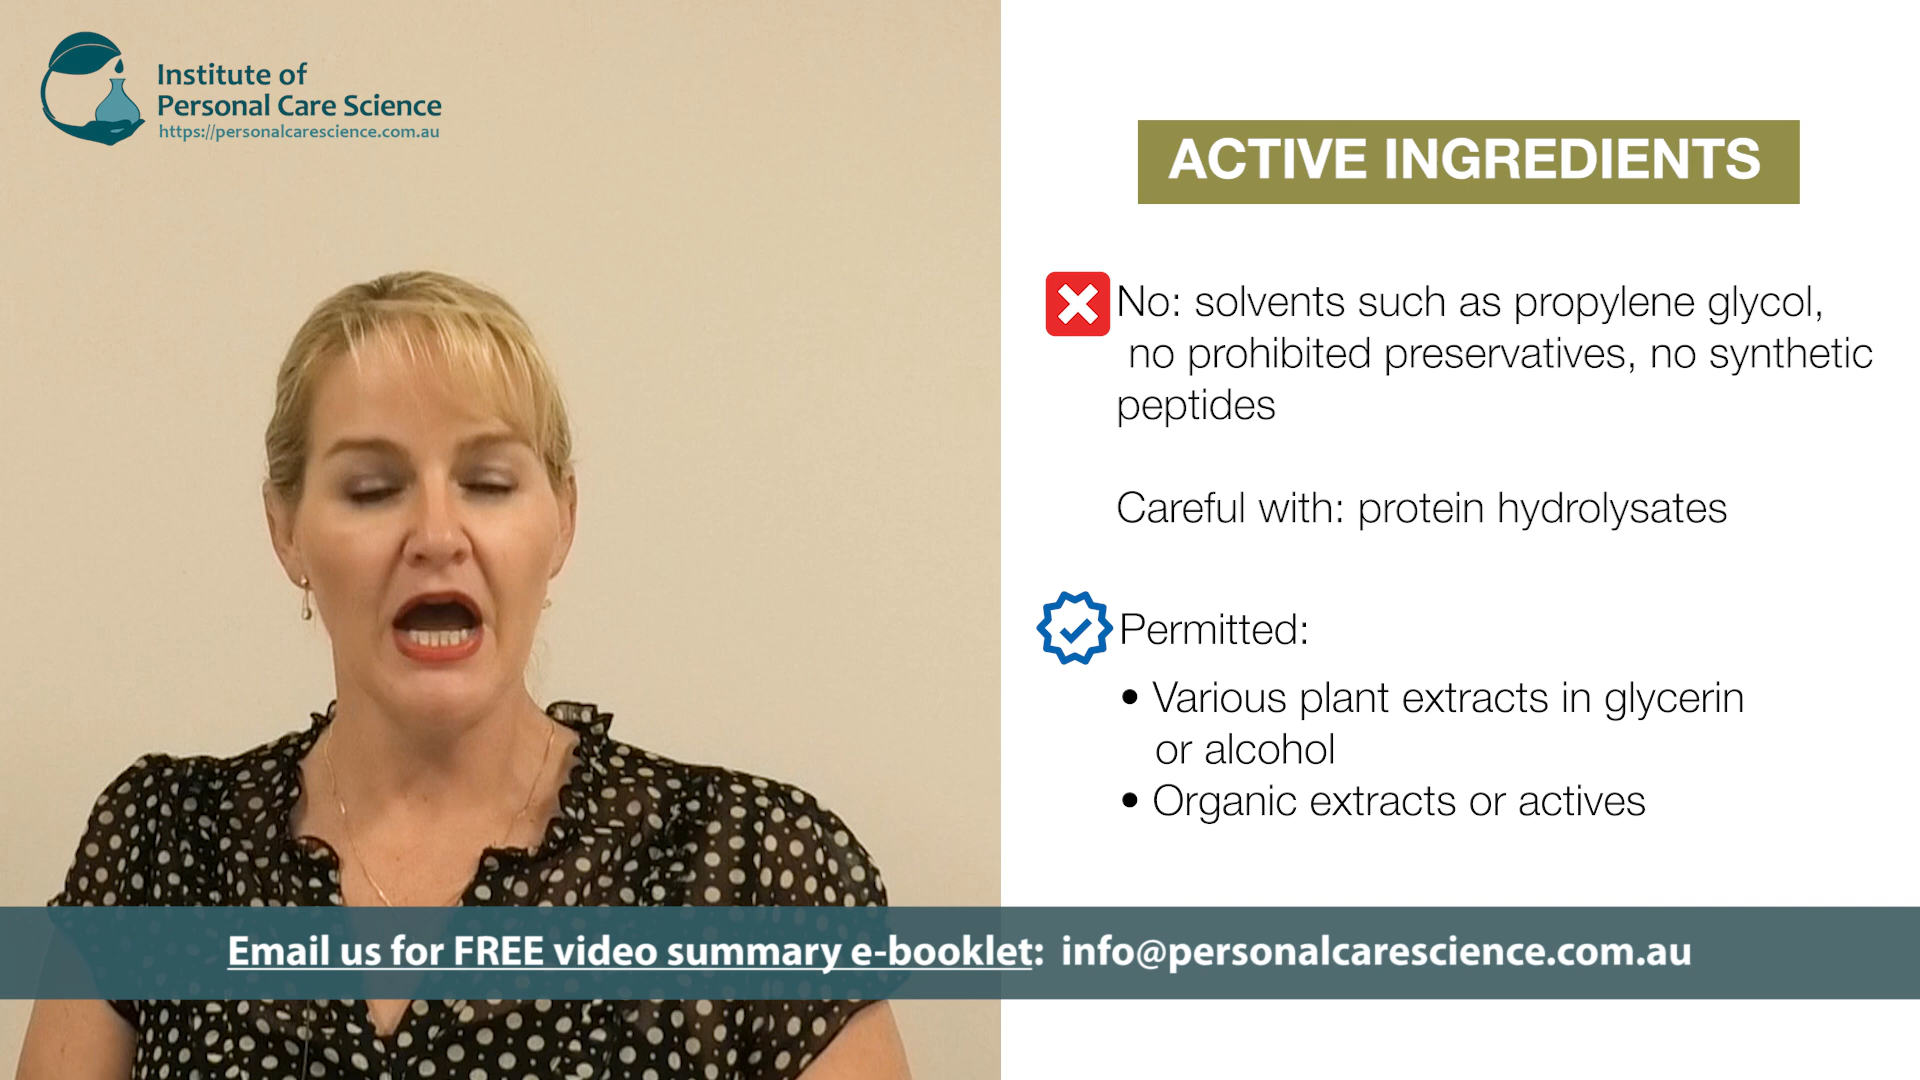 Institute of
Personal Care Science
https://personalcarescience.com.au
ACTIVE INGREDIENTS
No: solvents such as propylene glycol,
no prohibited preservatives, no synthetic
peptides
Careful with: protein hydrolysates
Permitted:
• Various plant extracts in glycerin
or alcohol
• Organic extracts or actives
Email us for FREE video summary e-booklet: info@personalcarescience.com.au